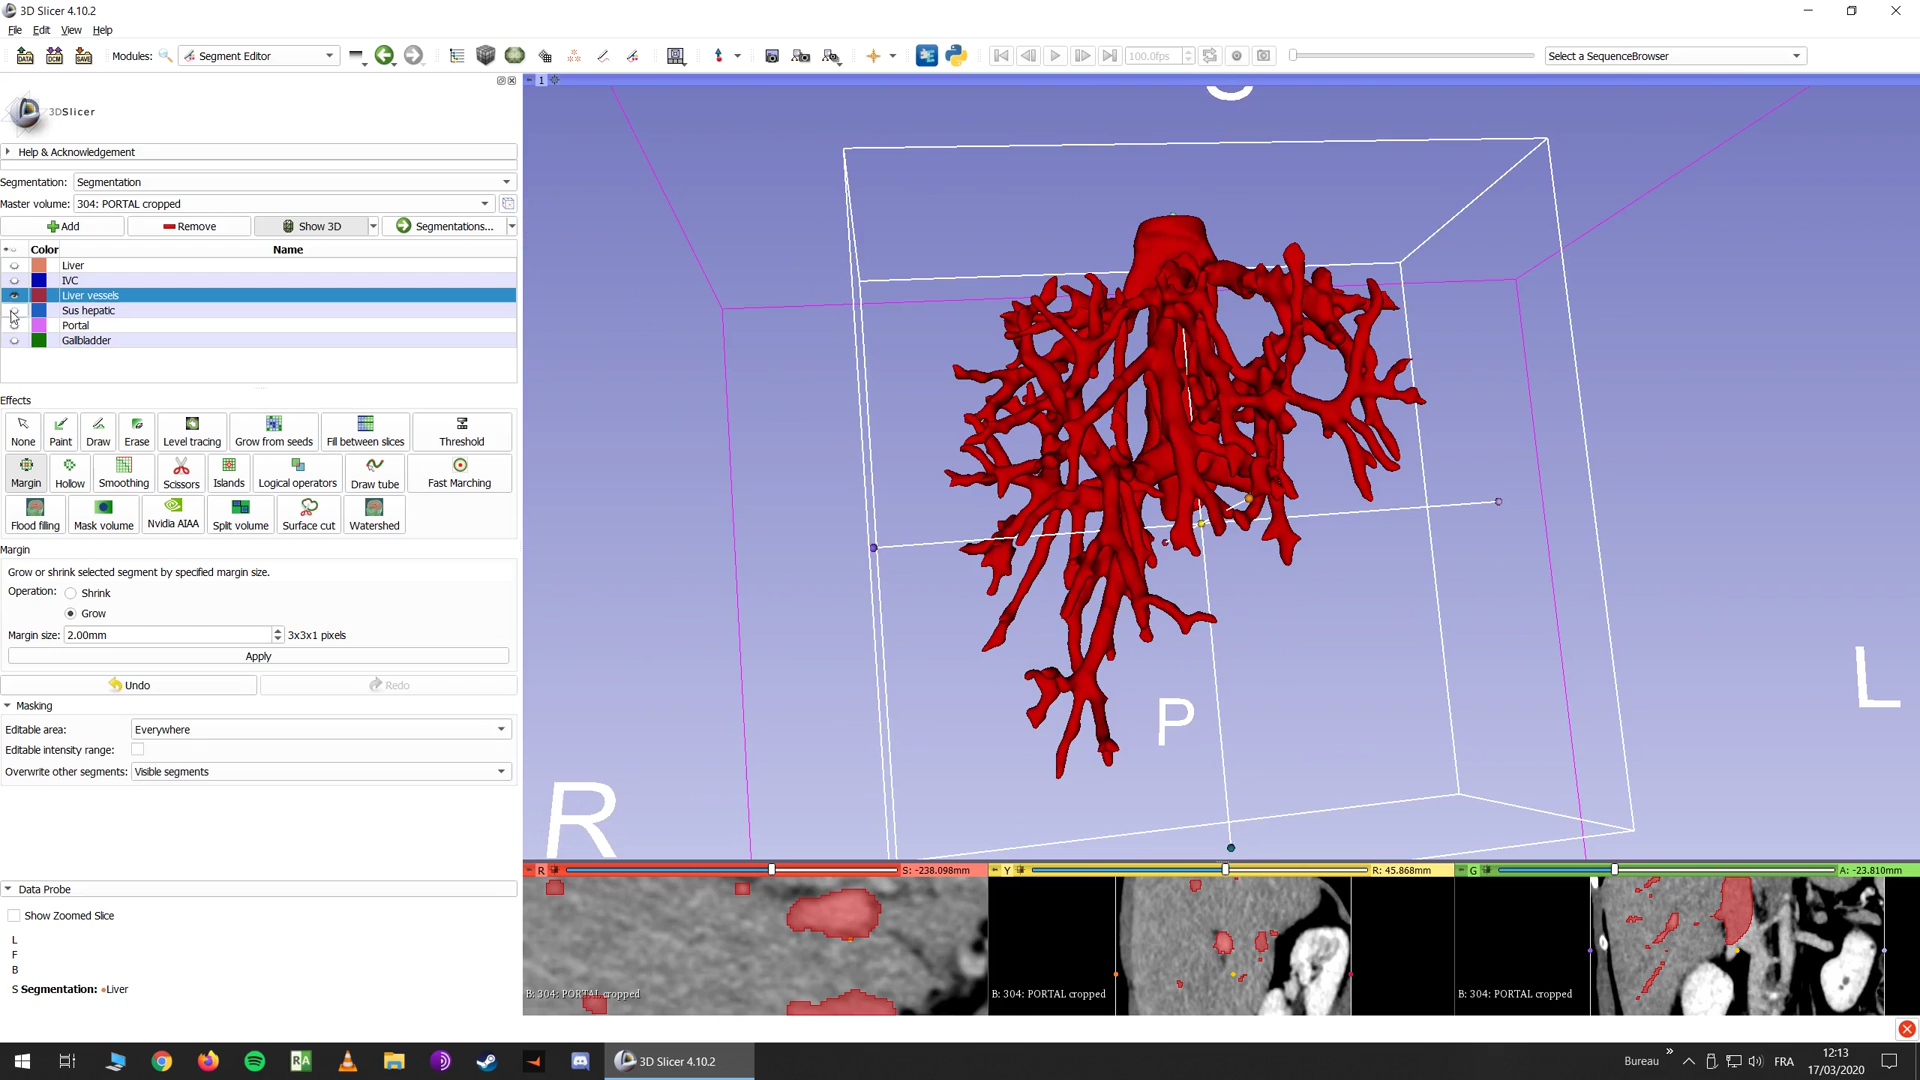 3D Slicer 4.10.2
File Edit View Help
DATA DCM SAVE Modules: Segment Editor 100.0fps Select a SequenceBrowser
1
3DSlicer
Help & Acknowledgement
Segmentation: Segmentation
Master volume: 304: PORTAL cropped
Add Remove Show 3D Segmentations...
Color Name
Liver
IVC
Liver vessels
Sus hepatic
Portal
Gallbladder
Effects
None Paint Draw Erase Level tracing Grow from seeds Fill between slices Threshold
Margin Hollow Smoothing Scissors Islands Logical operators Draw tube Fast Marching
Flood filling Mask volume Nvidia AIAA Split volume Surface cut Watershed
Margin
Grow or shrink selected segment by specified margin size.
Operation: Shrink
Grow
Margin size: 2.00mm 3x3x1 pixels
Apply
Undo Redo
Masking
Editable area: Everywhere
Editable intensity range:
Overwrite other segments: Visible segments
Data Probe
Show Zoomed Slice
L
F
B
S Segmentation: •Liver
L
P
R
R S: -238.098mm Y R: 45.868mm G A: -23.810mm
B: 304: PORTAL cropped B: 304: PORTAL cropped B: 304: PORTAL cropped
3D Slicer 4.10.2 Bureau » FRA 12:13
17/03/2020